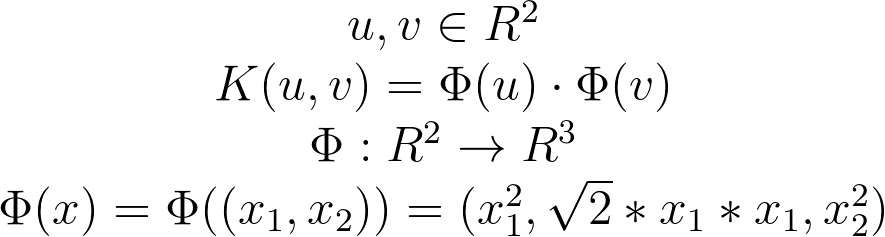 u, v ∈ R²
K(u, v) = Φ(u) · Φ(v)
Φ : R² → R³
Φ(x) = Φ((x₁, x₂)) = (x₁², √2 * x₁ * x₁, x₂²)